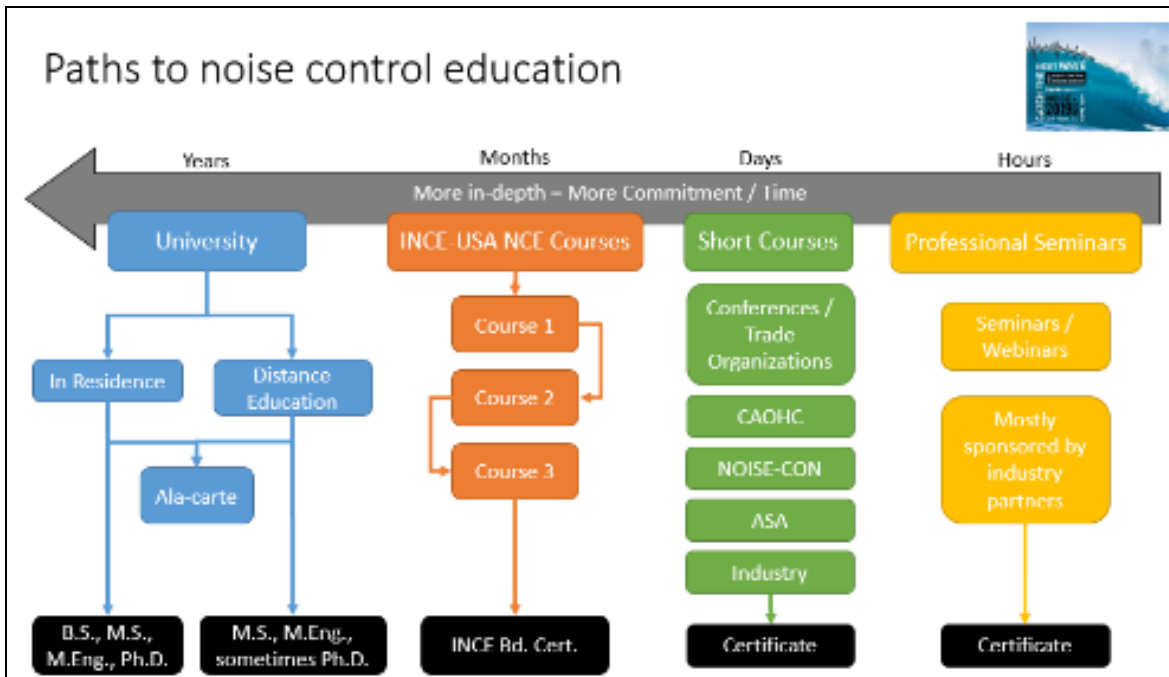 Paths to noise control education
Years
Months
Days
Hours
More in-depth – More Commitment / Time
University
INCE-USA NCE Courses
Short Courses
Professional Seminars
In Residence
Distance
Education
Ala-carte
B.S., M.S.,
M.Eng., Ph.D.
M.S., M.Eng.,
sometimes Ph.D.
Course 1
Course 2
Course 3
INCE Bd. Cert.
Conferences /
Trade
Organizations
CAOHC
NOISE-CON
ASA
Industry
Certificate
Seminars /
Webinars
Mostly
sponsored by
industry
partners
Certificate